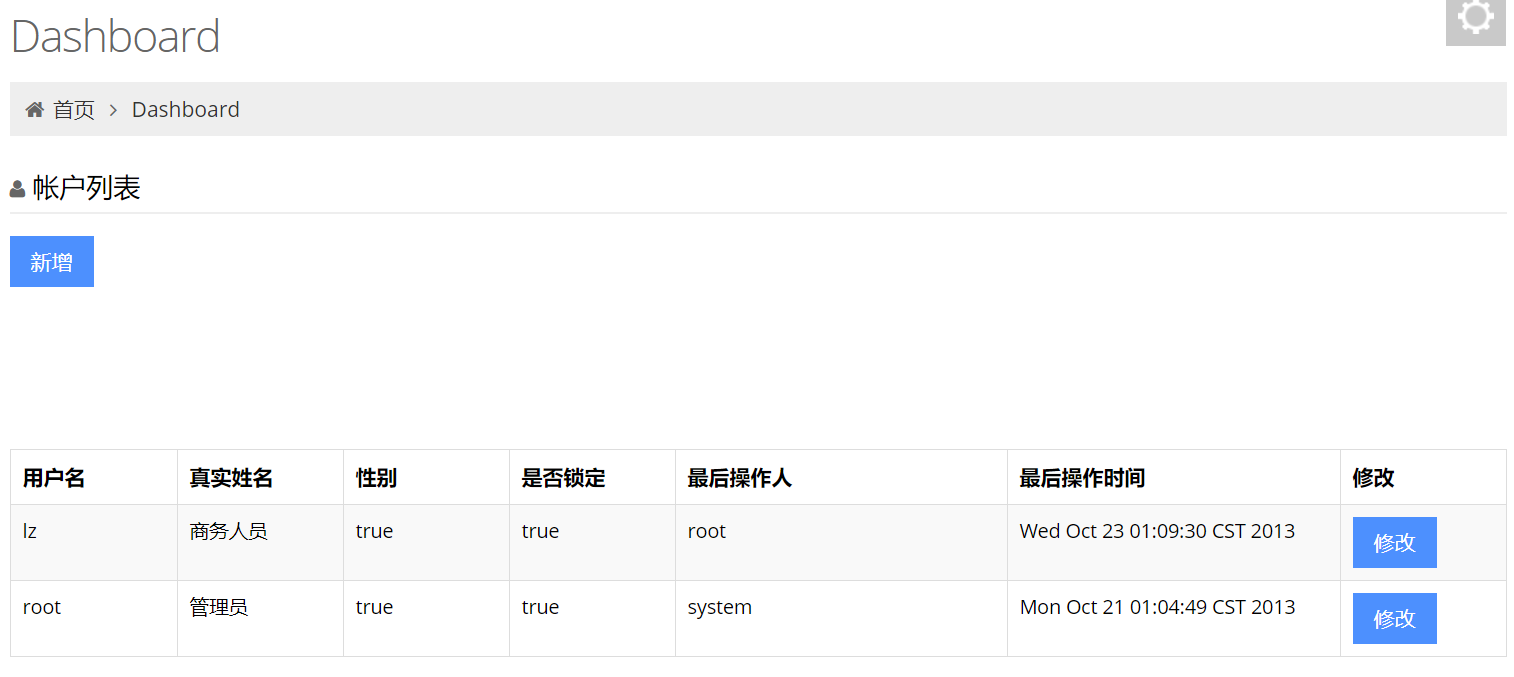 Dashboard
首页 > Dashboard
帐户列表
新增
用户名 真实姓名 性别 是否锁定 最后操作人 最后操作时间 修改
lz 商务人员 true true root Wed Oct 23 01:09:30 CST 2013 修改
root 管理员 true true system Mon Oct 21 01:04:49 CST 2013 修改